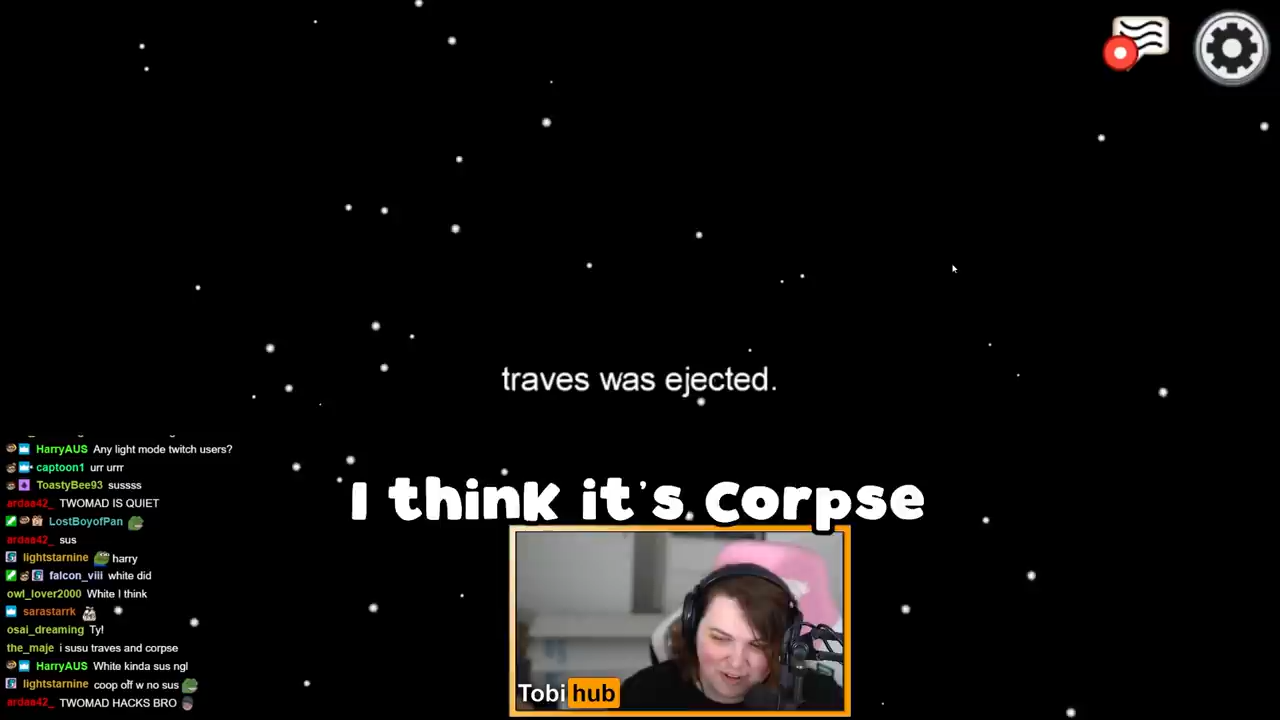 traves was ejected.
HarryAUS Any light mode twitch users?
captoon1 urr urrr
ToastyBee93 sussss
ardaa42_ TWOMAD IS QUIET
LostBoyofPan
ardaa42_ sus
lightstarnine harry
falcon_viii white did
owl_lover2000 White I think
sarastarrk
osai_dreaming Ty!
the_maje i susu traves and corpse
HarryAUS White kinda sus ngl
lightstarnine coop off w no sus
ardaa42_ TWOMAD HACKS BRO
I think it's Corpse
Tobi hub